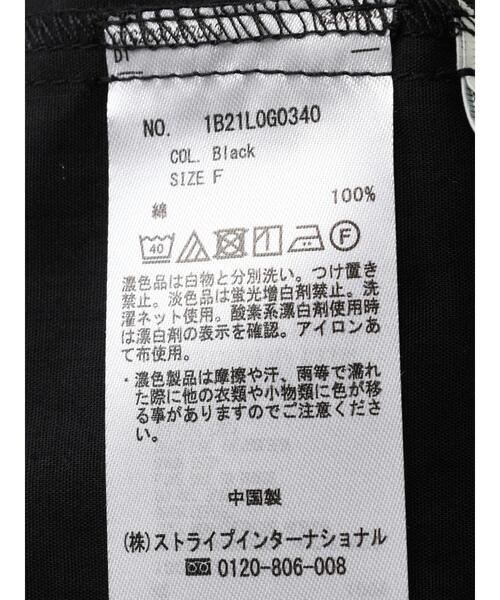 NO. 1B21L0G0340
COL. Black
SIZE F
綿 100%
40 F
濃色品は白物と分別洗い。つけ置き
禁止。淡色品は蛍光増白剤禁止。洗
濯ネット使用。酸素系漂白剤使用時
は漂白剤の表示を確認。アイロンあ
て布使用。
・濃色製品は摩擦や汗、雨等で濡れ
た際に他の衣類や小物類に色が移
る事がありますのでご注意くださ
い。
中国製
(株)ストライプインターナショナル
0120-806-008